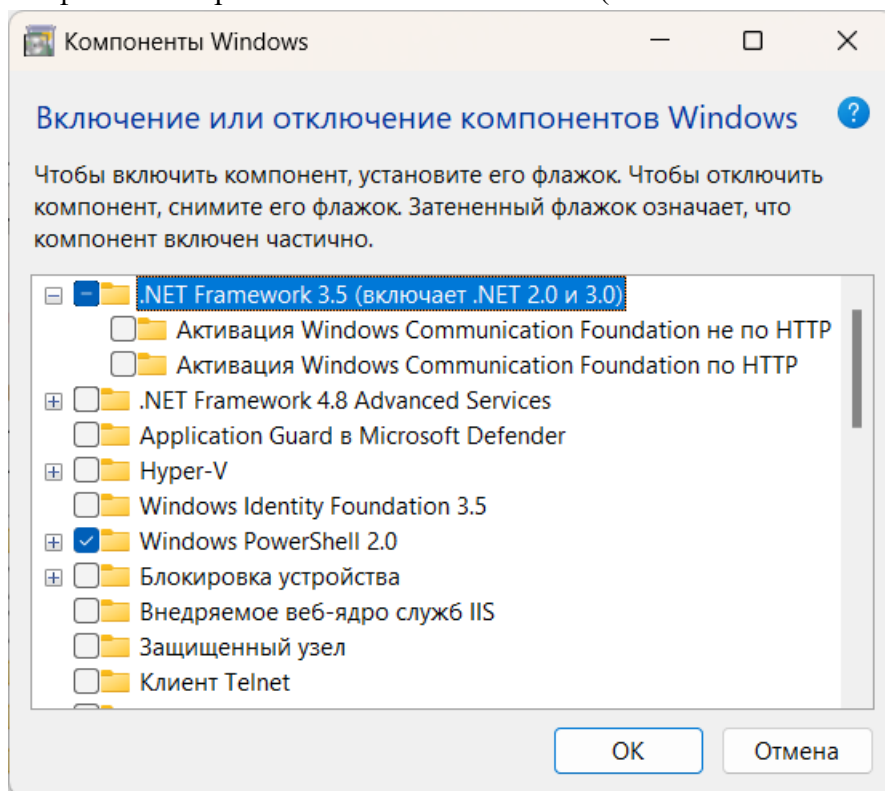 Компоненты Windows
Включение или отключение компонентов Windows
?
Чтобы включить компонент, установите его флажок. Чтобы отключить
компонент, снимите его флажок. Затененный флажок означает, что
компонент включен частично.
.NET Framework 3.5 (включает .NET 2.0 и 3.0)
Активация Windows Communication Foundation не по HTTP
Активация Windows Communication Foundation по HTTP
.NET Framework 4.8 Advanced Services
Application Guard в Microsoft Defender
Hyper-V
Windows Identity Foundation 3.5
Windows PowerShell 2.0
Блокировка устройства
Внедряемое веб-ядро служб IIS
Защищенный узел
Клиент Telnet
ОК
Отмена